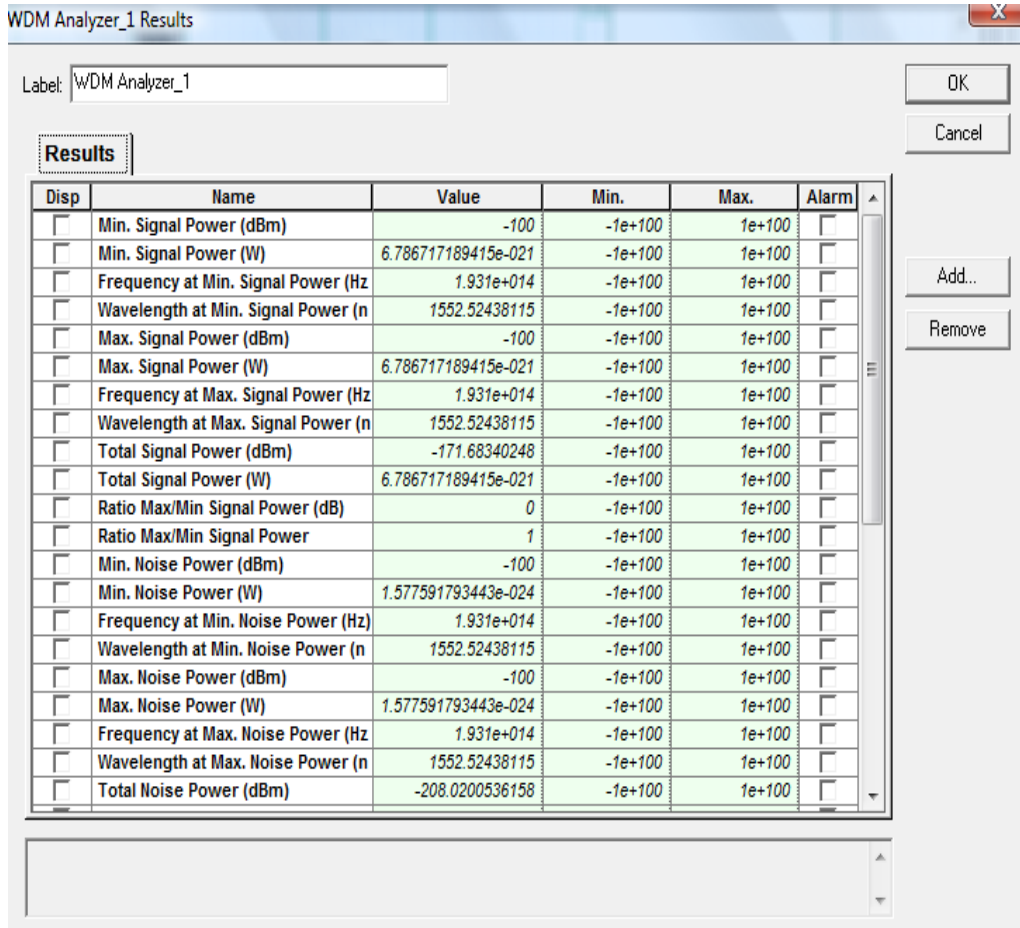 WDM Analyzer_1 Results
X
Label: WDM Analyzer_1
OK
Cancel
Results
Disp Name Value Min. Max. Alarm
Min. Signal Power (dBm) -100 -1e+100 1e+100
Min. Signal Power (W) 6.786717189415e-021 -1e+100 1e+100
Frequency at Min. Signal Power (Hz 1.931e+014 -1e+100 1e+100
Wavelength at Min. Signal Power (n 1552.52438115 -1e+100 1e+100
Max. Signal Power (dBm) -100 -1e+100 1e+100
Max. Signal Power (W) 6.786717189415e-021 -1e+100 1e+100
Frequency at Max. Signal Power (Hz 1.931e+014 -1e+100 1e+100
Wavelength at Max. Signal Power (n 1552.52438115 -1e+100 1e+100
Total Signal Power (dBm) -171.68340248 -1e+100 1e+100
Total Signal Power (W) 6.786717189415e-021 -1e+100 1e+100
Ratio Max/Min Signal Power (dB) 0 -1e+100 1e+100
Ratio Max/Min Signal Power 1 -1e+100 1e+100
Min. Noise Power (dBm) -100 -1e+100 1e+100
Min. Noise Power (W) 1.577591793443e-024 -1e+100 1e+100
Frequency at Min. Noise Power (Hz) 1.931e+014 -1e+100 1e+100
Wavelength at Min. Noise Power (n 1552.52438115 -1e+100 1e+100
Max. Noise Power (dBm) -100 -1e+100 1e+100
Max. Noise Power (W) 1.577591793443e-024 -1e+100 1e+100
Frequency at Max. Noise Power (Hz 1.931e+014 -1e+100 1e+100
Wavelength at Max. Noise Power (n 1552.52438115 -1e+100 1e+100
Total Noise Power (dBm) -208.0200536158 -1e+100 1e+100
Add...
Remove